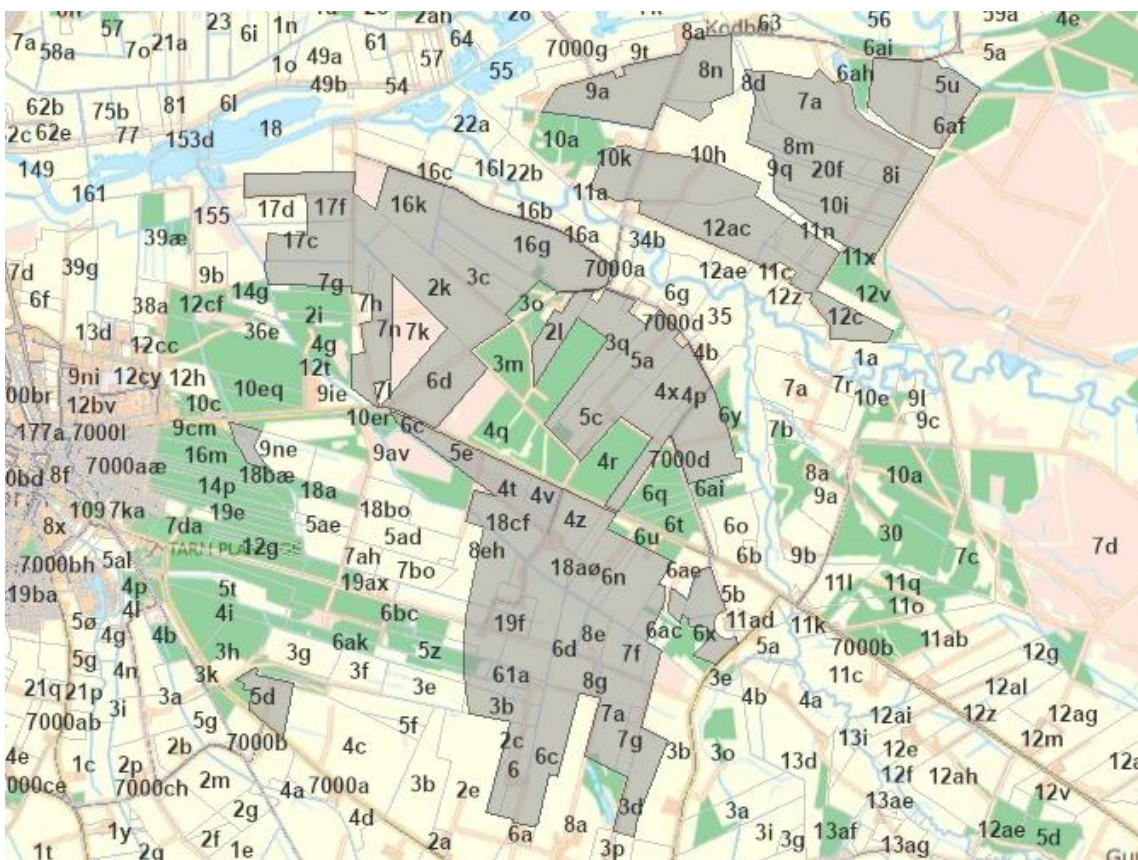 57
23
1n
2ah
7000g
9t
8a
63
56
59a
4e
7a
58a
7o
21a
6i
49a
61
64
6ai
5a
1o
57
55
8n
8d
6ah
5u
49b
54
9a
7a
62b
75b
81
6l
62e
77
153d
18
22a
10a
8m
6af
149
16c
16l
22b
10k
10h
9q
20f
8i
161
155
17d
17f
16k
11a
10i
39æ
16b
12ac
11n
17c
16g
16a
34b
11x
7d
39g
9b
7g
2k
3c
7000a
12ae
11c
12v
6f
38a
12cf
14g
2i
7h
3o
6g
12z
13d
36e
7n
7k
2l
7000d
35
12c
12cc
4g
3m
3q
5a
4b
1a
9ni
12cy
12h
12t
6d
4x
4p
7a
7r
12bv
10c
10eq
9ie
7l
10e
9l
177a
7000l
9cm
10er
6c
4q
5c
6y
7b
9c
7000aæ
16m
9ne
9av
5e
4r
7000d
8a
10a
8f
14p
18bæ
18a
4t
4v
6q
6ai
9a
109
7ka
19e
18bo
18cf
4z
6t
6o
30
8x
7da
5ae
5ad
6u
7d
TARM PLANTAGE
12g
7ah
8eh
18aø
6n
6b
9b
7c
7000bh
5al
7bo
6ae
19ba
4p
5t
19ax
5b
11l
11q
5ø
4l
4i
6bc
19f
8e
6ac
6x
11ad
11k
11o
4g
4b
3h
6ak
5z
6d
7f
5a
7000b
11ab
12g
5g
4n
3k
3g
3f
3e
61a
8g
3e
11c
12al
21q
21p
3i
3a
5d
3b
7a
4b
4a
12ai
12z
12ag
7000ab
5g
5f
2c
7g
3b
3o
13i
12e
12m
4e
2b
7000b
4c
6c
13d
12f
1c
2p
2m
7000a
3b
2e
6
12ah
12v
7000ch
4a
3d
13ae
1y
2g
4d
8a
3a
12ae
2f
2a
6a
3i
13af
5d
1t
2q
1e
3p
3g
13ag